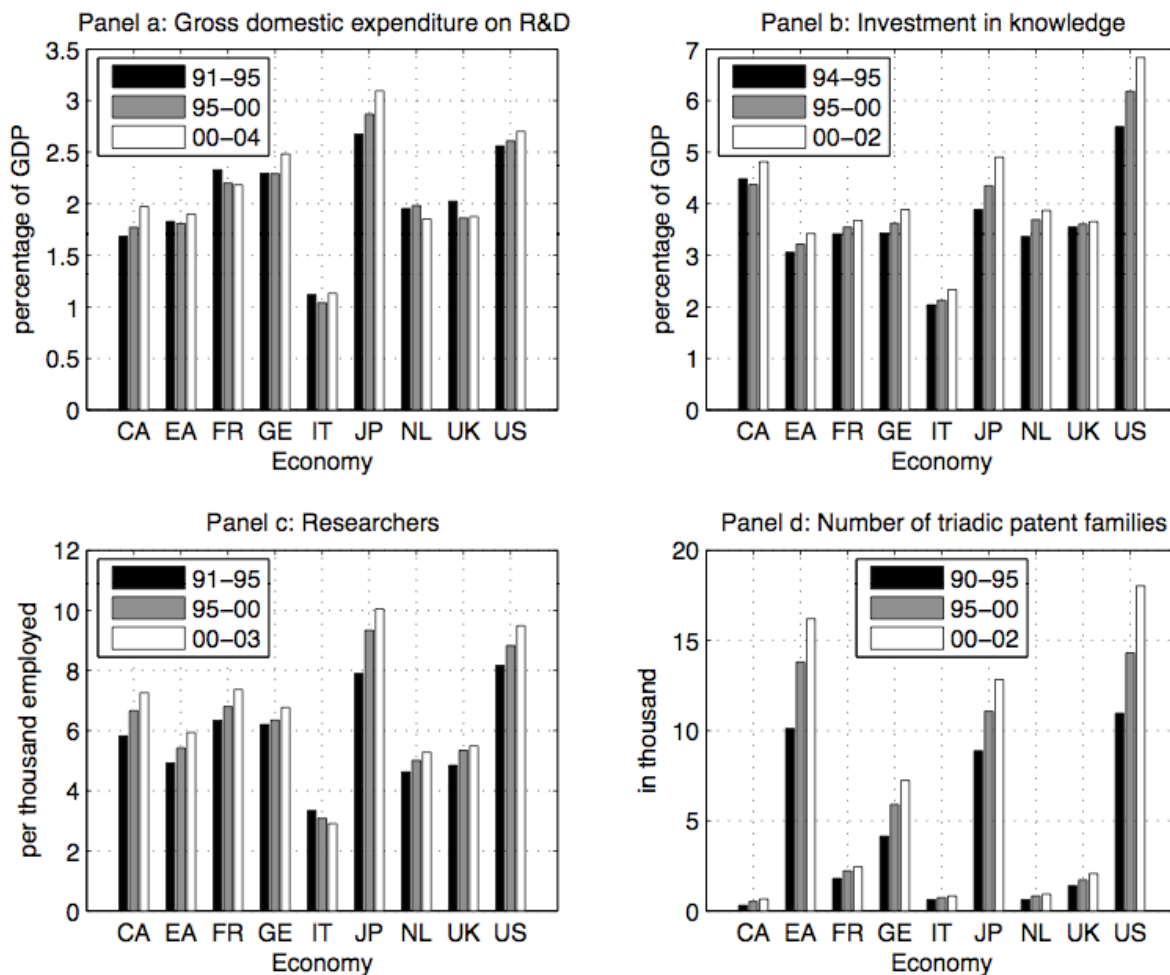 Panel a: Gross domestic expenditure on R&D
3.5
3
2.5
2
1.5
1
0.5
0
percentage of GDP
91−95
95−00
00−04
CA EA FR GE IT JP NL UK US
Economy
Panel b: Investment in knowledge
7
6
5
4
3
2
1
0
percentage of GDP
94−95
95−00
00−02
CA EA FR GE IT JP NL UK US
Economy
Panel c: Researchers
12
10
8
6
4
2
0
per thousand employed
91−95
95−00
00−03
CA EA FR GE IT JP NL UK US
Economy
Panel d: Number of triadic patent families
20
15
10
5
0
in thousand
90−95
95−00
00−02
CA EA FR GE IT JP NL UK US
Economy